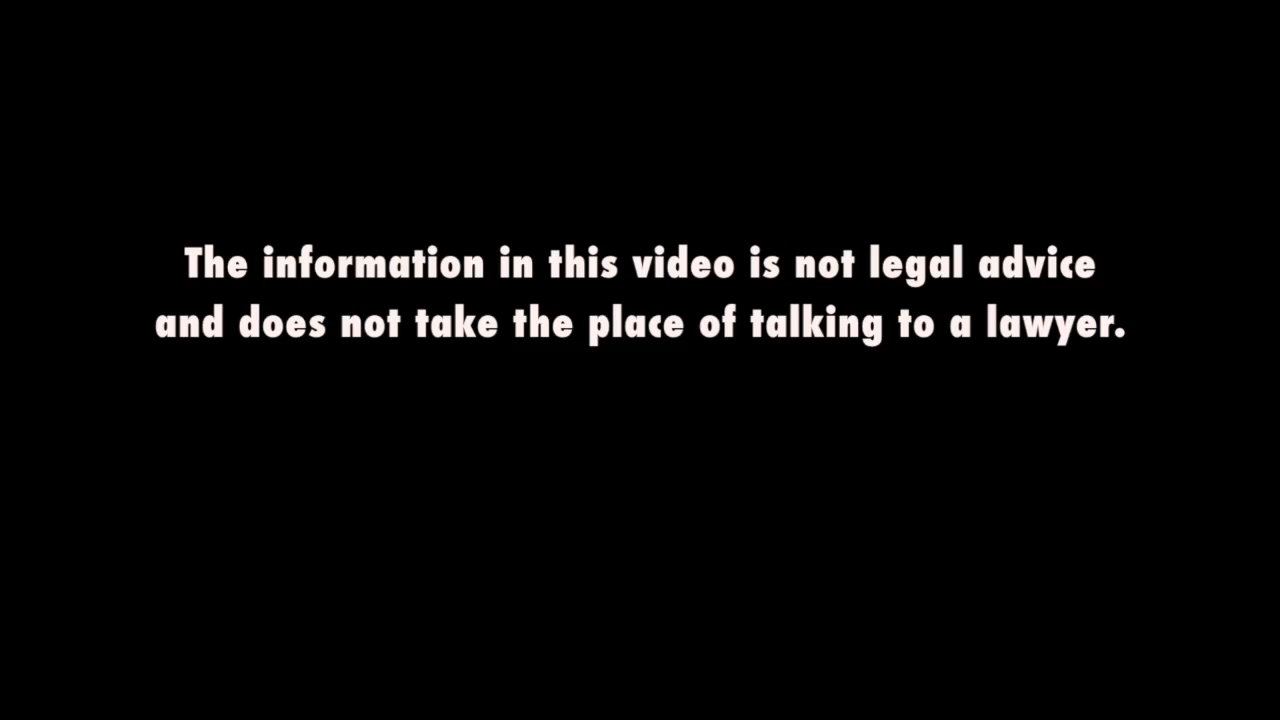 The information in this video is not legal advice
and does not take the place of talking to a lawyer.